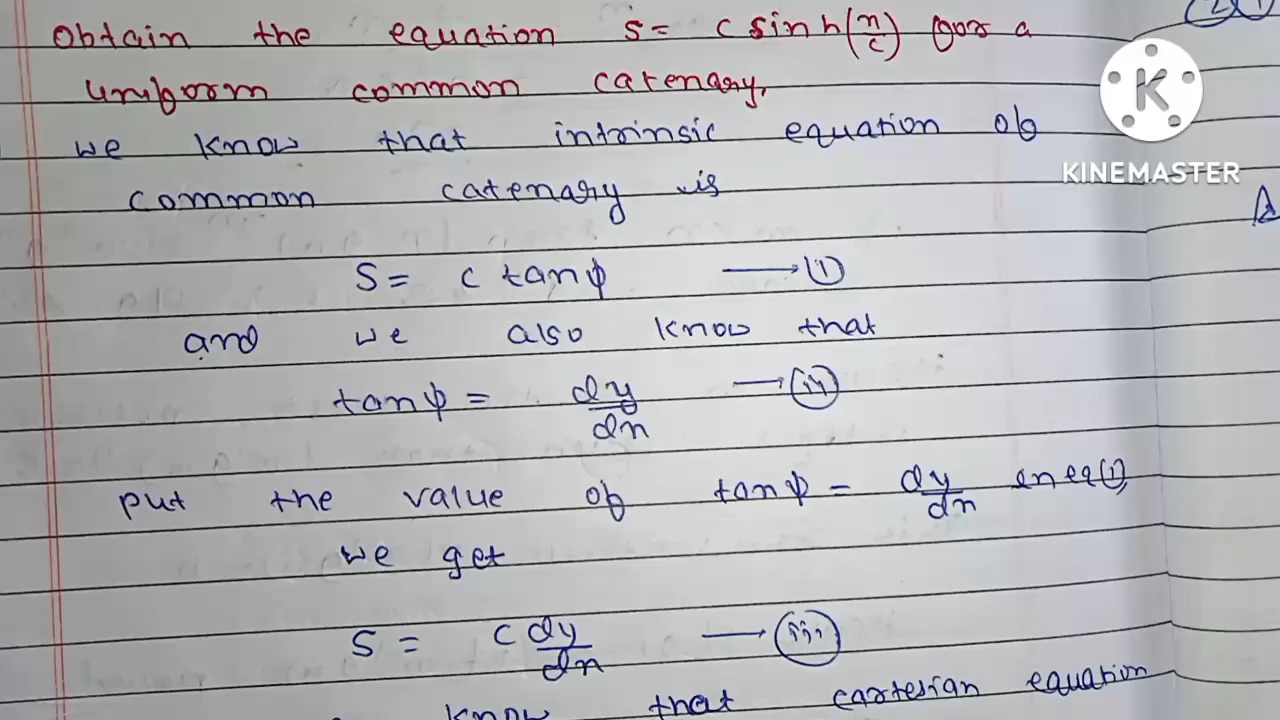 obtain the equation S = c sinh(x/c) for a
uniform common catenary.
we know that intrinsic equation of
common catenary is
S = c tanψ → (i)
and we also know that
tanψ = dy/dx → (ii)
put the value of tanψ = dy/dx in eq(i)
we get
S = c dy/dx → (iii)
know that cartesian equation
K
KINEMASTER